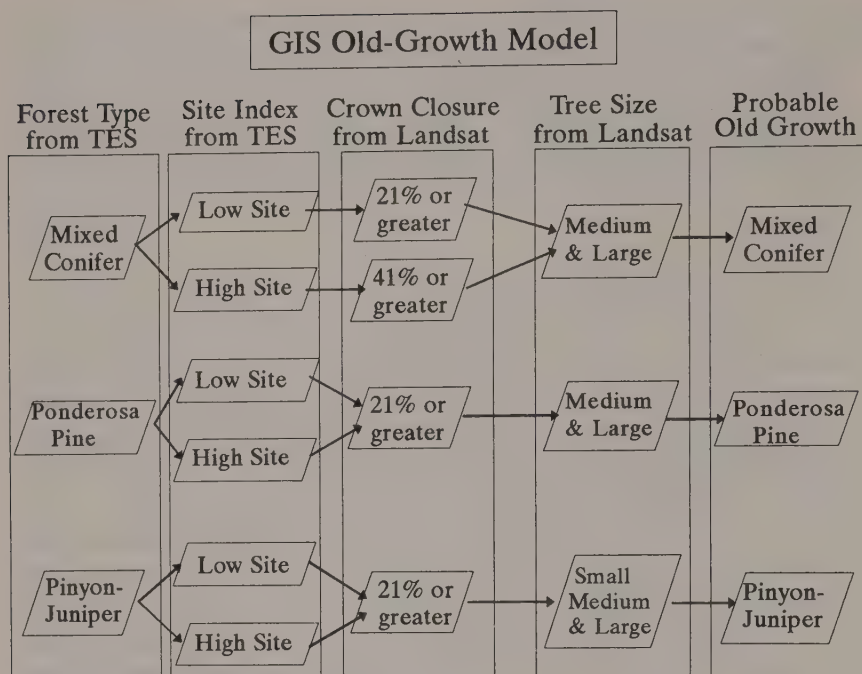 GIS Old-Growth Model
Forest Type
from TES
Site Index
from TES
Crown Closure
from Landsat
Tree Size
from Landsat
Probable
Old Growth
Mixed
Conifer
Low Site
High Site
21% or
greater
41% or
greater
Medium
& Large
Mixed
Conifer
Ponderosa
Pine
Low Site
High Site
21% or
greater
Medium
& Large
Ponderosa
Pine
Pinyon-
Juniper
Low Site
High Site
21% or
greater
Small
Medium
& Large
Pinyon-
Juniper